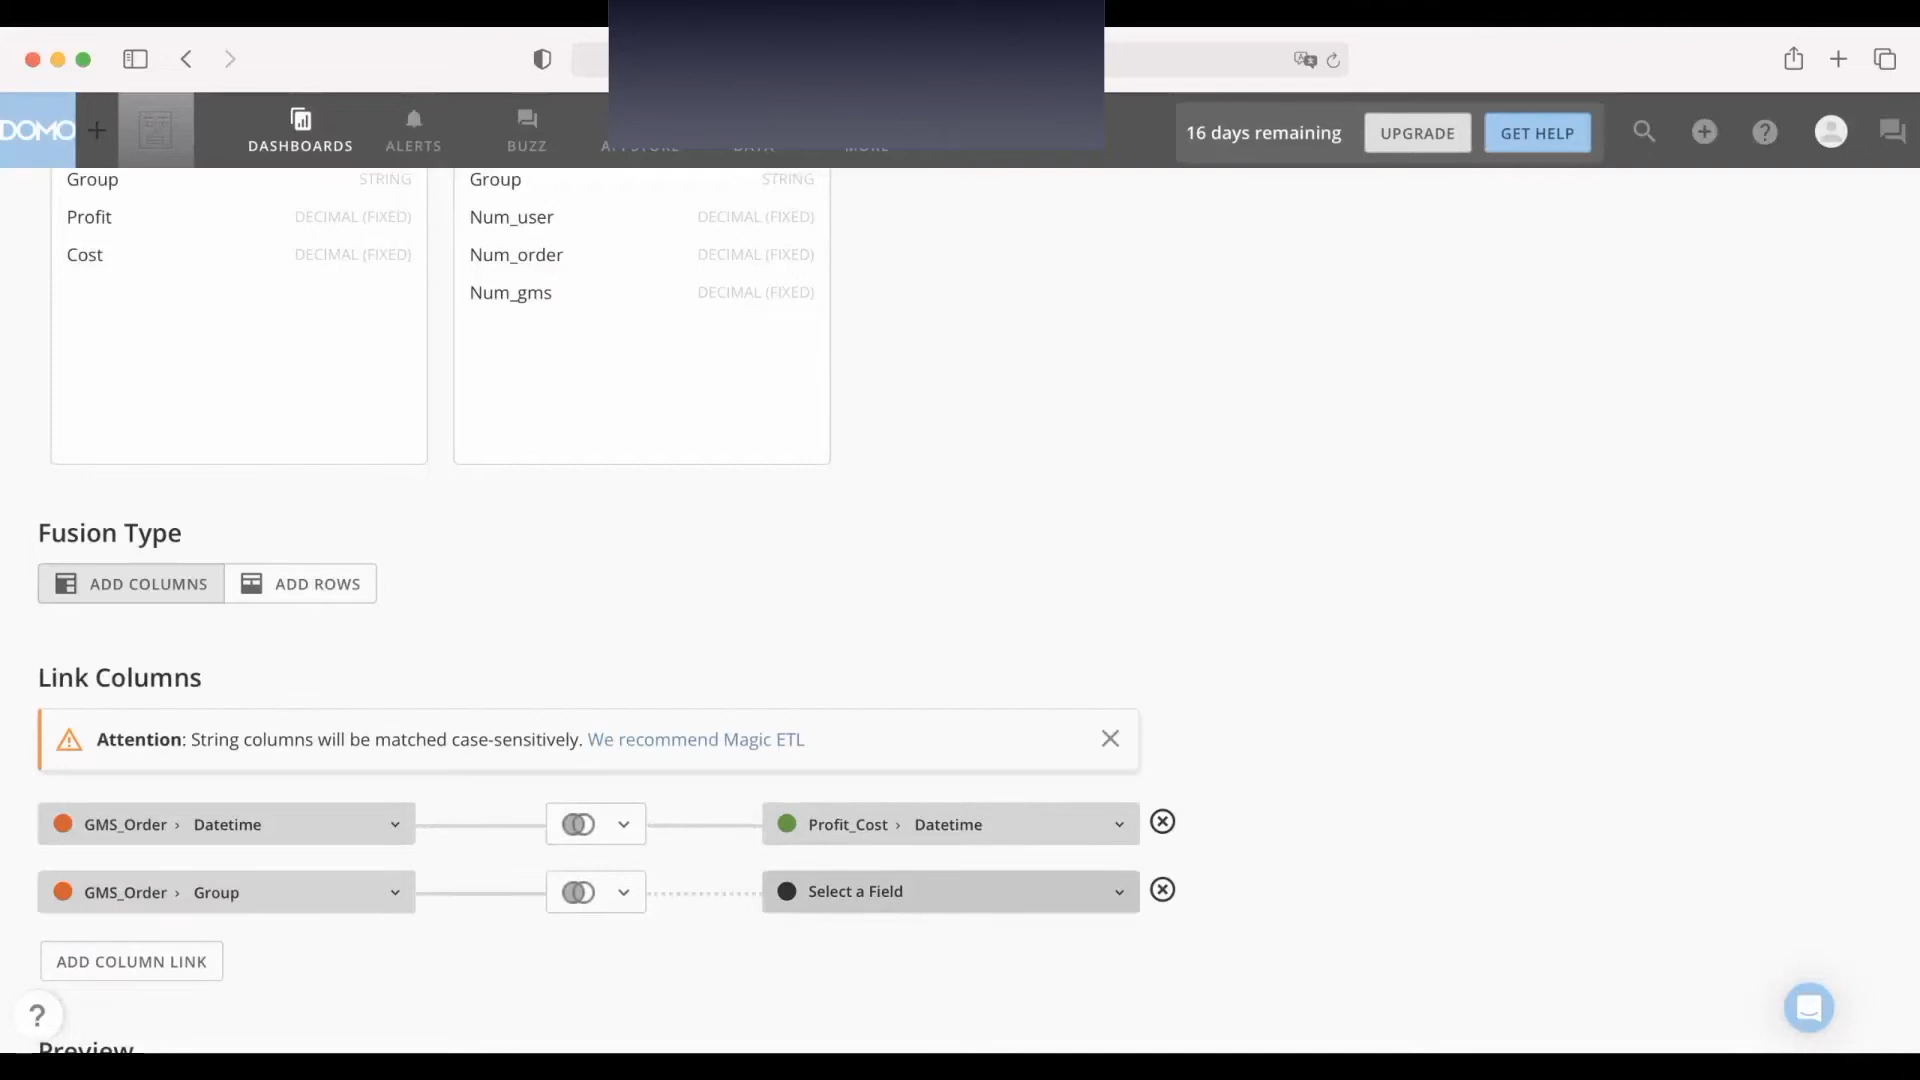 DOMO
DASHBOARDS
ALERTS
BUZZ
16 days remaining
UPGRADE
GET HELP
Group STRING
Profit DECIMAL (FIXED)
Cost DECIMAL (FIXED)
Group STRING
Num_user DECIMAL (FIXED)
Num_order DECIMAL (FIXED)
Num_gms DECIMAL (FIXED)
Fusion Type
ADD COLUMNS
ADD ROWS
Link Columns
Attention: String columns will be matched case-sensitively. We recommend Magic ETL
GMS_Order › Datetime
Profit_Cost › Datetime
GMS_Order › Group
Select a Field
ADD COLUMN LINK
?
Preview